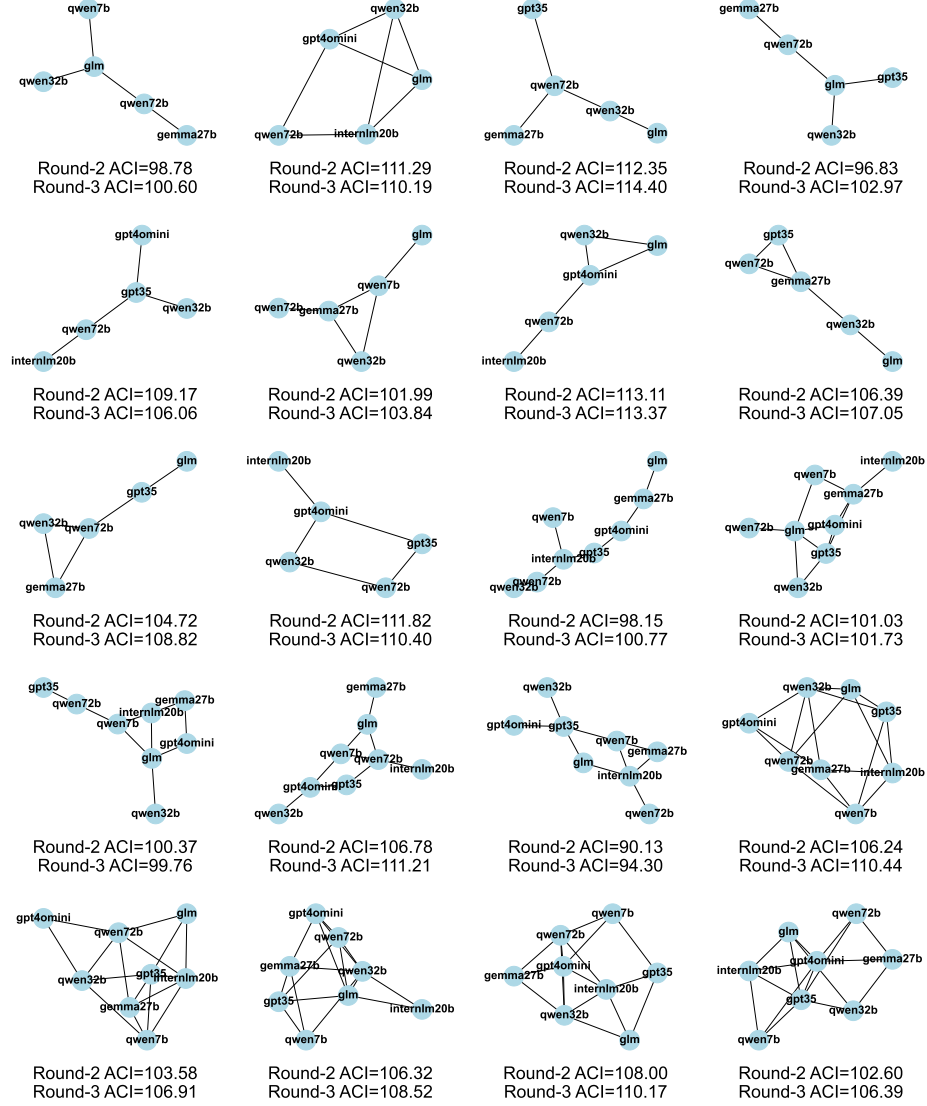 qwen7b
glm
qwen32b
qwen72b
gemma27b
Round-2 ACI=98.78
Round-3 ACI=100.60
qwen32b
gpt4omini
glm
qwen72b
internlm20b
Round-2 ACI=111.29
Round-3 ACI=110.19
gpt35
qwen72b
qwen32b
gemma27b
glm
Round-2 ACI=112.35
Round-3 ACI=114.40
gemma27b
qwen72b
glm
gpt35
qwen32b
Round-2 ACI=96.83
Round-3 ACI=102.97
gpt4omini
gpt35
qwen32b
qwen72b
internlm20b
Round-2 ACI=109.17
Round-3 ACI=106.06
glm
qwen7b
qwen72b
gemma27b
qwen32b
Round-2 ACI=101.99
Round-3 ACI=103.84
qwen32b
glm
gpt4omini
qwen72b
internlm20b
Round-2 ACI=113.11
Round-3 ACI=113.37
gpt35
qwen72b
gemma27b
qwen32b
glm
Round-2 ACI=106.39
Round-3 ACI=107.05
glm
gpt35
qwen32b
qwen72b
gemma27b
Round-2 ACI=104.72
Round-3 ACI=108.82
internlm20b
gpt4omini
gpt35
qwen32b
qwen72b
Round-2 ACI=111.82
Round-3 ACI=110.40
glm
gemma27b
qwen7b
gpt4omini
gpt35
internlm20b
qwen72b
qwen32b
Round-2 ACI=98.15
Round-3 ACI=100.77
internlm20b
qwen7b
gemma27b
qwen72b
glm
gpt4omini
gpt35
qwen32b
Round-2 ACI=101.03
Round-3 ACI=101.73
gpt35
qwen72b
gemma27b
internlm20b
qwen7b
gpt4omini
glm
qwen32b
Round-2 ACI=100.37
Round-3 ACI=99.76
gemma27b
glm
qwen7b
qwen72b
internlm20b
gpt4omini
gpt35
qwen32b
Round-2 ACI=106.78
Round-3 ACI=111.21
qwen32b
gpt4omini
gpt35
qwen7b
gemma27b
glm
internlm20b
qwen72b
Round-2 ACI=90.13
Round-3 ACI=94.30
qwen32b
glm
gpt35
gpt4omini
qwen72b
gemma27b
internlm20b
qwen7b
Round-2 ACI=106.24
Round-3 ACI=110.44
gpt4omini
glm
qwen72b
qwen32b
gpt35
internlm20b
gemma27b
qwen7b
Round-2 ACI=103.58
Round-3 ACI=106.91
gpt4omini
qwen72b
gemma27b
qwen32b
gpt35
glm
internlm20b
qwen7b
Round-2 ACI=106.32
Round-3 ACI=108.52
qwen7b
qwen72b
gpt4omini
gemma27b
gpt35
internlm20b
qwen32b
glm
Round-2 ACI=108.00
Round-3 ACI=110.17
qwen72b
glm
gpt4omini
gemma27b
internlm20b
gpt35
qwen32b
qwen7b
Round-2 ACI=102.60
Round-3 ACI=106.39